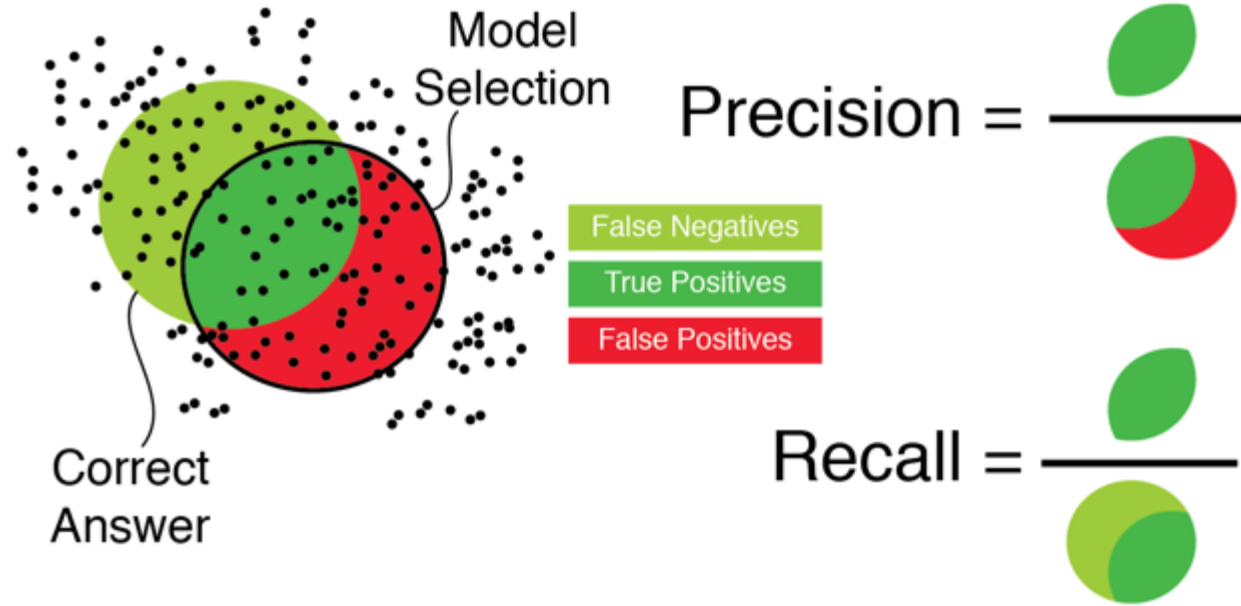 Model
Selection
Precision =
False Negatives
True Positives
False Positives
Correct
Answer
Recall =